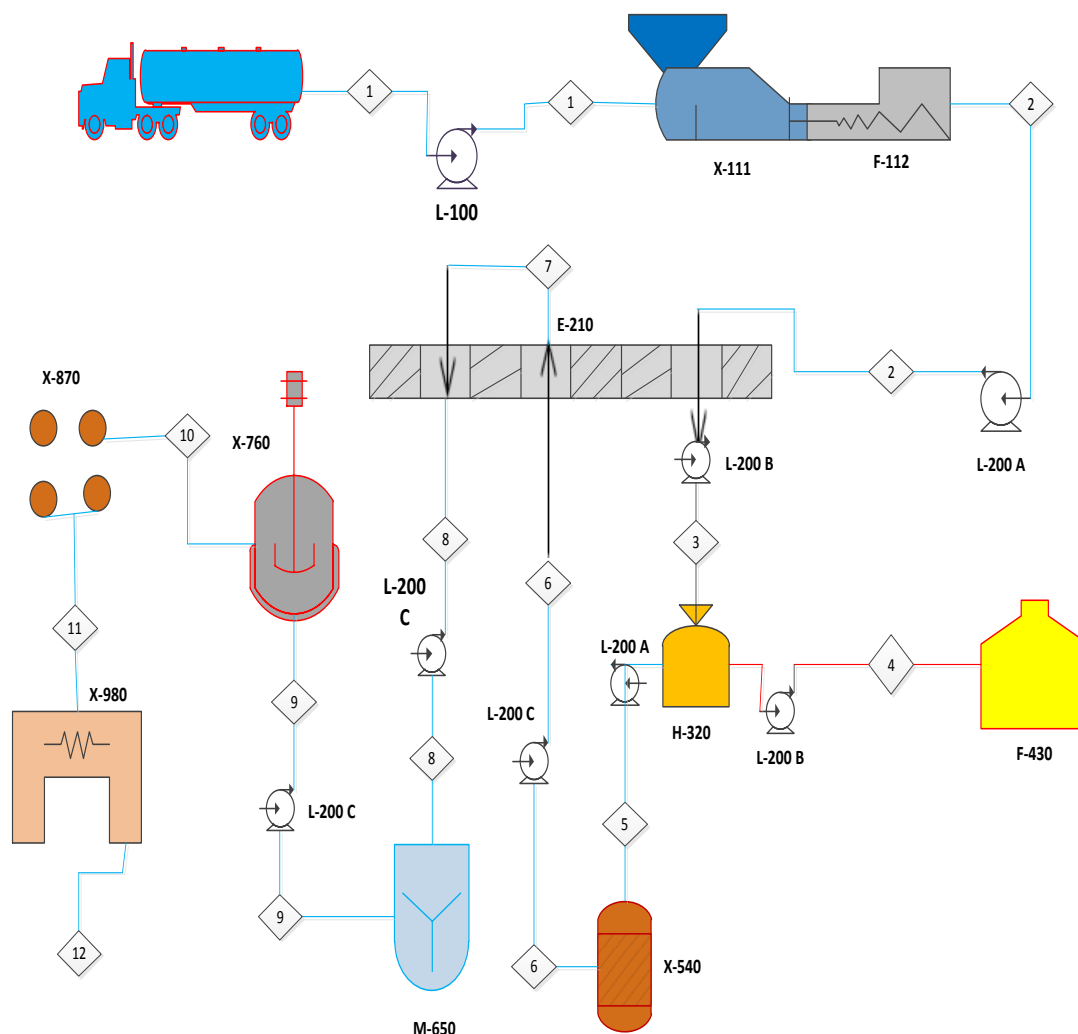 1
1
2
X-111
F-112
L-100
7
E-210
X-870
2
10
X-760
L-200 B
L-200 A
8
3
L-200
C
6
11
L-200 A
4
X-980
9
L-200 C
H-320
8
L-200 B
F-430
L-200 C
5
9
6
12
X-540
M-650